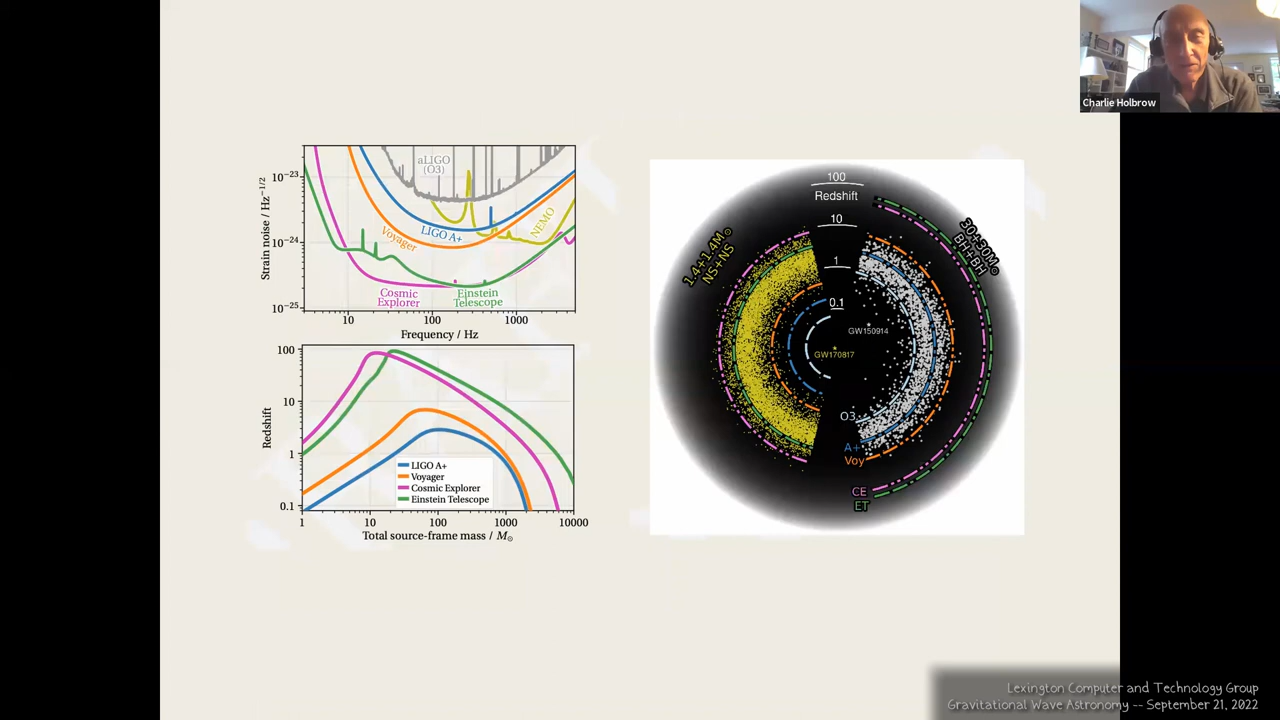 Charlie Holbrow
aLIGO
(O3)
10⁻²³
10⁻²⁴
10⁻²⁵
Strain noise / Hz⁻¹/²
Voyager
LIGO A+
NEMO
Cosmic
Explorer
Einstein
Telescope
10
100
1000
Frequency / Hz
100
10
1
0.1
Redshift
LIGO A+
Voyager
Cosmic Explorer
Einstein Telescope
1
10
100
1000
10000
Total source-frame mass / M⊙
100
Redshift
10
1
0.1
1.4+1.4M⊙
NS+NS
30+30M⊙
BH+BH
GW150914
GW170817
O3
A+
Voy
CE
ET
Lexington Computer and Technology Group
Gravitational Wave Astronomy -- September 21, 2022